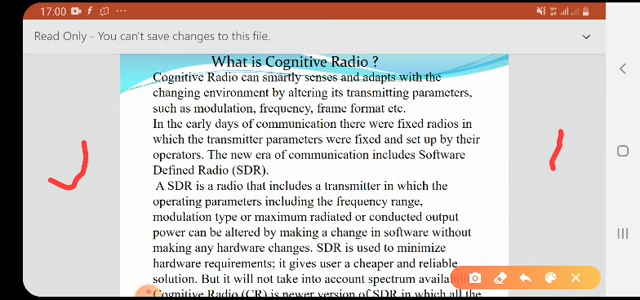 17:00
Read Only - You can't save changes to this file.
What is Cognitive Radio ?
Cognitive Radio can smartly senses and adapts with the
changing environment by altering its transmitting parameters,
such as modulation, frequency, frame format etc.
In the early days of communication there were fixed radios in
which the transmitter parameters were fixed and set up by their
operators. The new era of communication includes Software
Defined Radio (SDR).
A SDR is a radio that includes a transmitter in which the
operating parameters including the frequency range,
modulation type or maximum radiated or conducted output
power can be altered by making a change in software without
making any hardware changes. SDR is used to minimize
hardware requirements; it gives user a cheaper and reliable
solution. But it will not take into account spectrum
Cognitive Radio (CR) is newer version of SDR in which all the